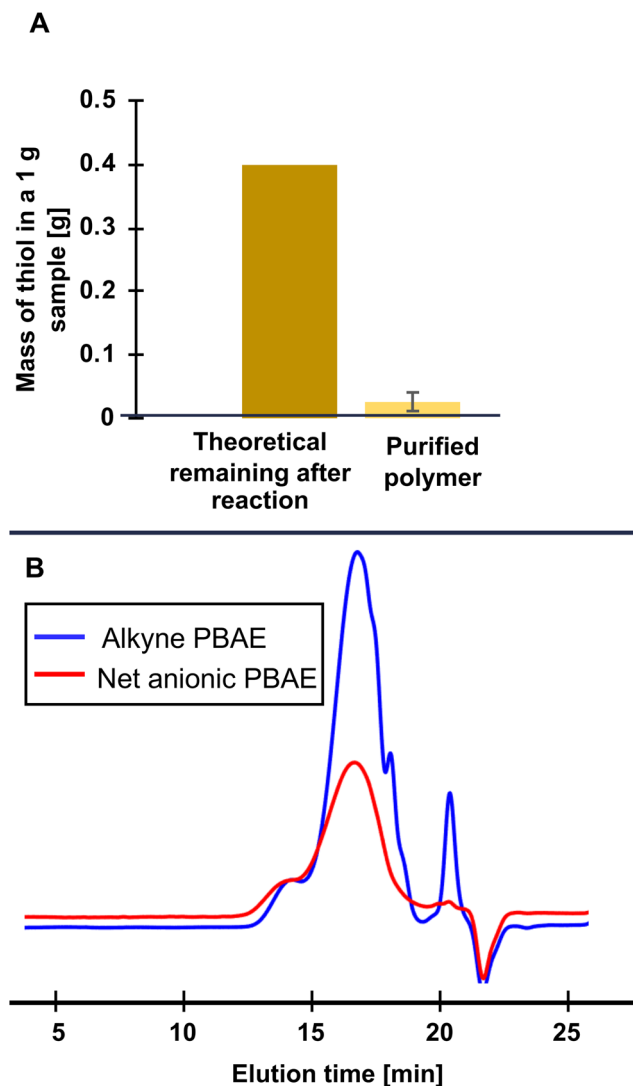 A
Mass of thiol in a 1 g
sample [g]
0.5
0.4
0.3
0.2
0.1
0
Theoretical
remaining after
reaction
Purified
polymer
B
Alkyne PBAE
Net anionic PBAE
5
10
15
20
25
Elution time [min]